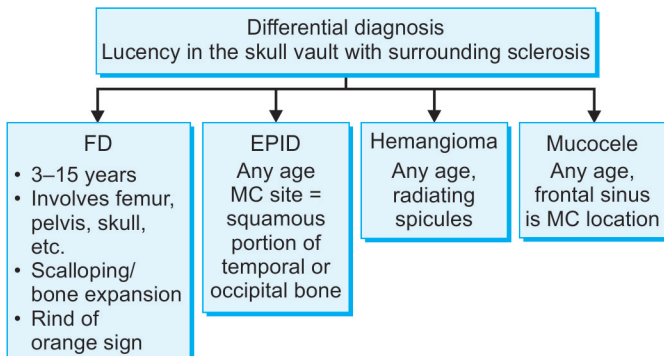 Differential diagnosis
Lucency in the skull vault with surrounding sclerosis
FD
• 3–15 years
• Involves femur,
pelvis, skull,
etc.
• Scalloping/
bone expansion
• Rind of
orange sign
EPID
Any age
MC site =
squamous
portion of
temporal or
occipital bone
Hemangioma
Any age,
radiating
spicules
Mucocele
Any age,
frontal sinus
is MC location